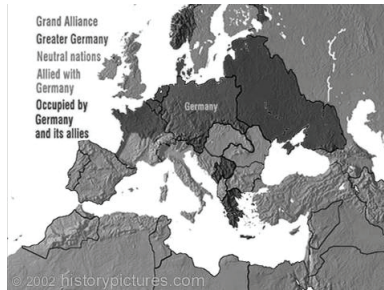 Grand Alliance
Greater Germany
Neutral nations
Allied with
Germany
Occupied by
Germany
and its allies
Germany
© 2002 historypictures.com